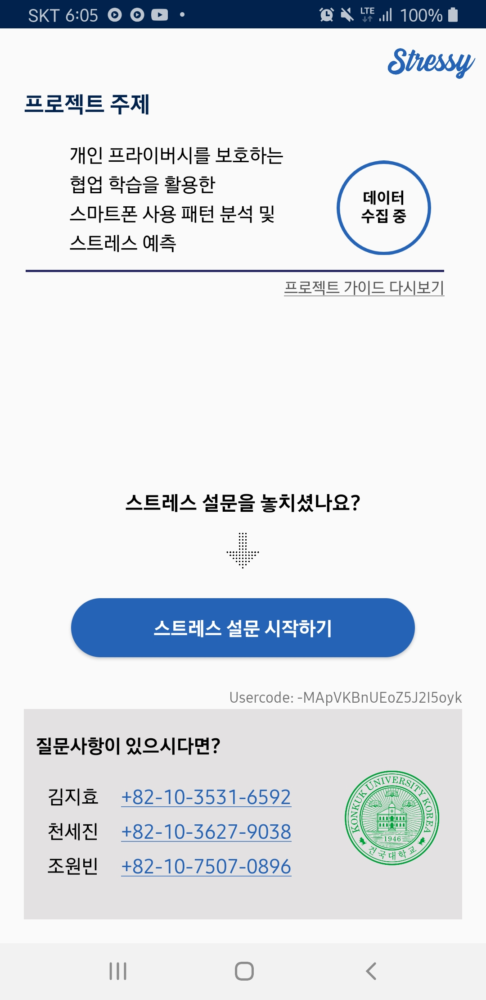 SKT 6:05
LTE
100%
Stressy
프로젝트 주제
개인 프라이버시를 보호하는
협업 학습을 활용한
스마트폰 사용 패턴 분석 및
스트레스 예측
데이터
수집 중
프로젝트 가이드 다시보기
스트레스 설문을 놓치셨나요?
스트레스 설문 시작하기
Usercode: -MApVKBnUEoZ5J2I5oyk
질문사항이 있으시다면?
김지효 +82-10-3531-6592
천세진 +82-10-3627-9038
조원빈 +82-10-7507-0896
KONKUK UNIVERSITY KOREA
1946
건국대학교